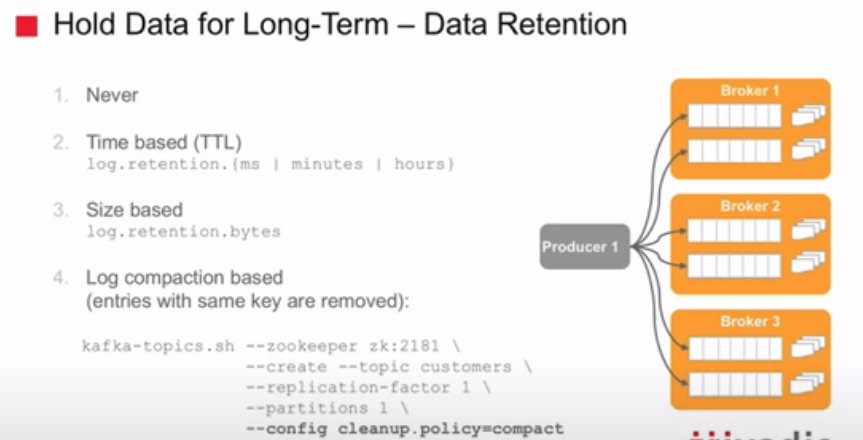 Hold Data for Long-Term – Data Retention
1. Never
2. Time based (TTL)
log.retention.{ms | minutes | hours}
3. Size based
log.retention.bytes
4. Log compaction based
(entries with same key are removed):
kafka-topics.sh --zookeeper zk:2181 \
--create --topic customers \
--replication-factor 1 \
--partitions 1 \
--config cleanup.policy=compact
Producer 1
Broker 1
Broker 2
Broker 3